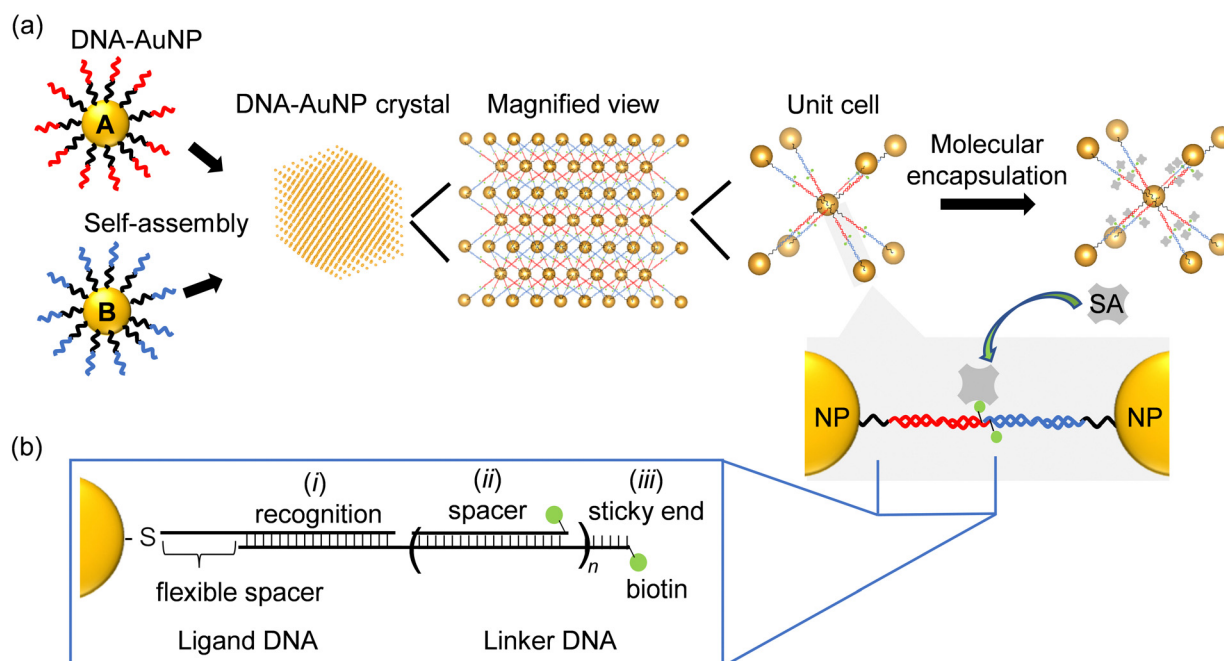 (a)
DNA-AuNP
A
Self-assembly
B
DNA-AuNP crystal
Magnified view
Unit cell
Molecular
encapsulation
SA
NP
NP
(b)
(i)
recognition
(ii)
spacer
(iii)
sticky end
- S
n
flexible spacer
biotin
Ligand DNA
Linker DNA